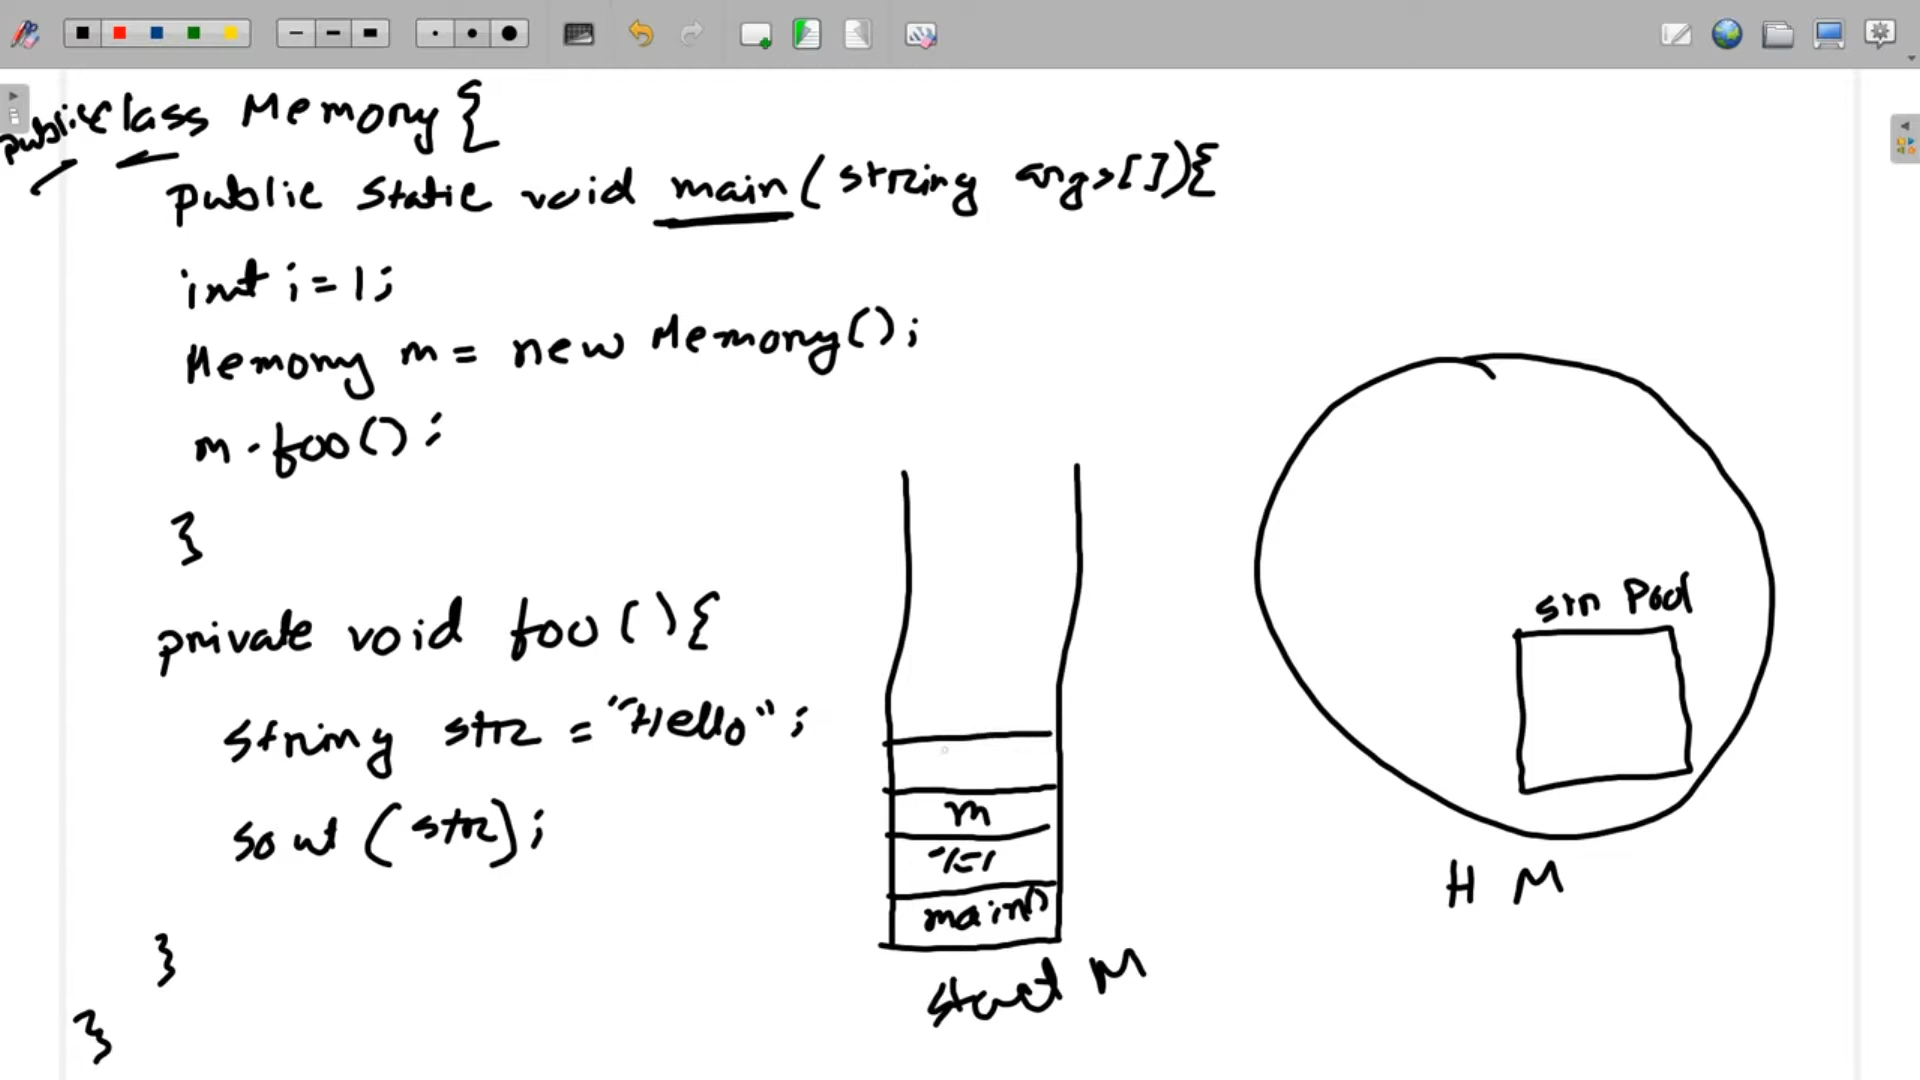 public class Memory {
public static void main (string args[]){
int i = 1;
Memory m = new Memory();
m.foo();
}
private void foo(){
string str = "Hello";
sout (str);
}
}
m
i=1
main()
stack M
str Pool
H M